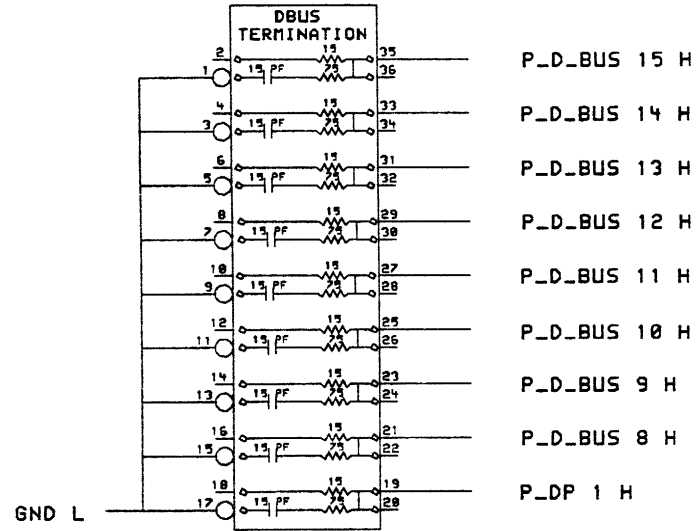 DBUS
TERMINATION
2 15 35 P_D_BUS 15 H
1 15 PF 75 36
4 15 33 P_D_BUS 14 H
3 15 PF 75 34
6 15 31 P_D_BUS 13 H
5 15 PF 75 32
8 15 29 P_D_BUS 12 H
7 15 PF 75 30
10 15 27 P_D_BUS 11 H
9 15 PF 75 28
12 15 25 P_D_BUS 10 H
11 15 PF 75 26
14 15 23 P_D_BUS 9 H
13 15 PF 75 24
16 15 21 P_D_BUS 8 H
15 15 PF 75 22
18 15 19 P_DP 1 H
GND L 17 15 PF 75 20